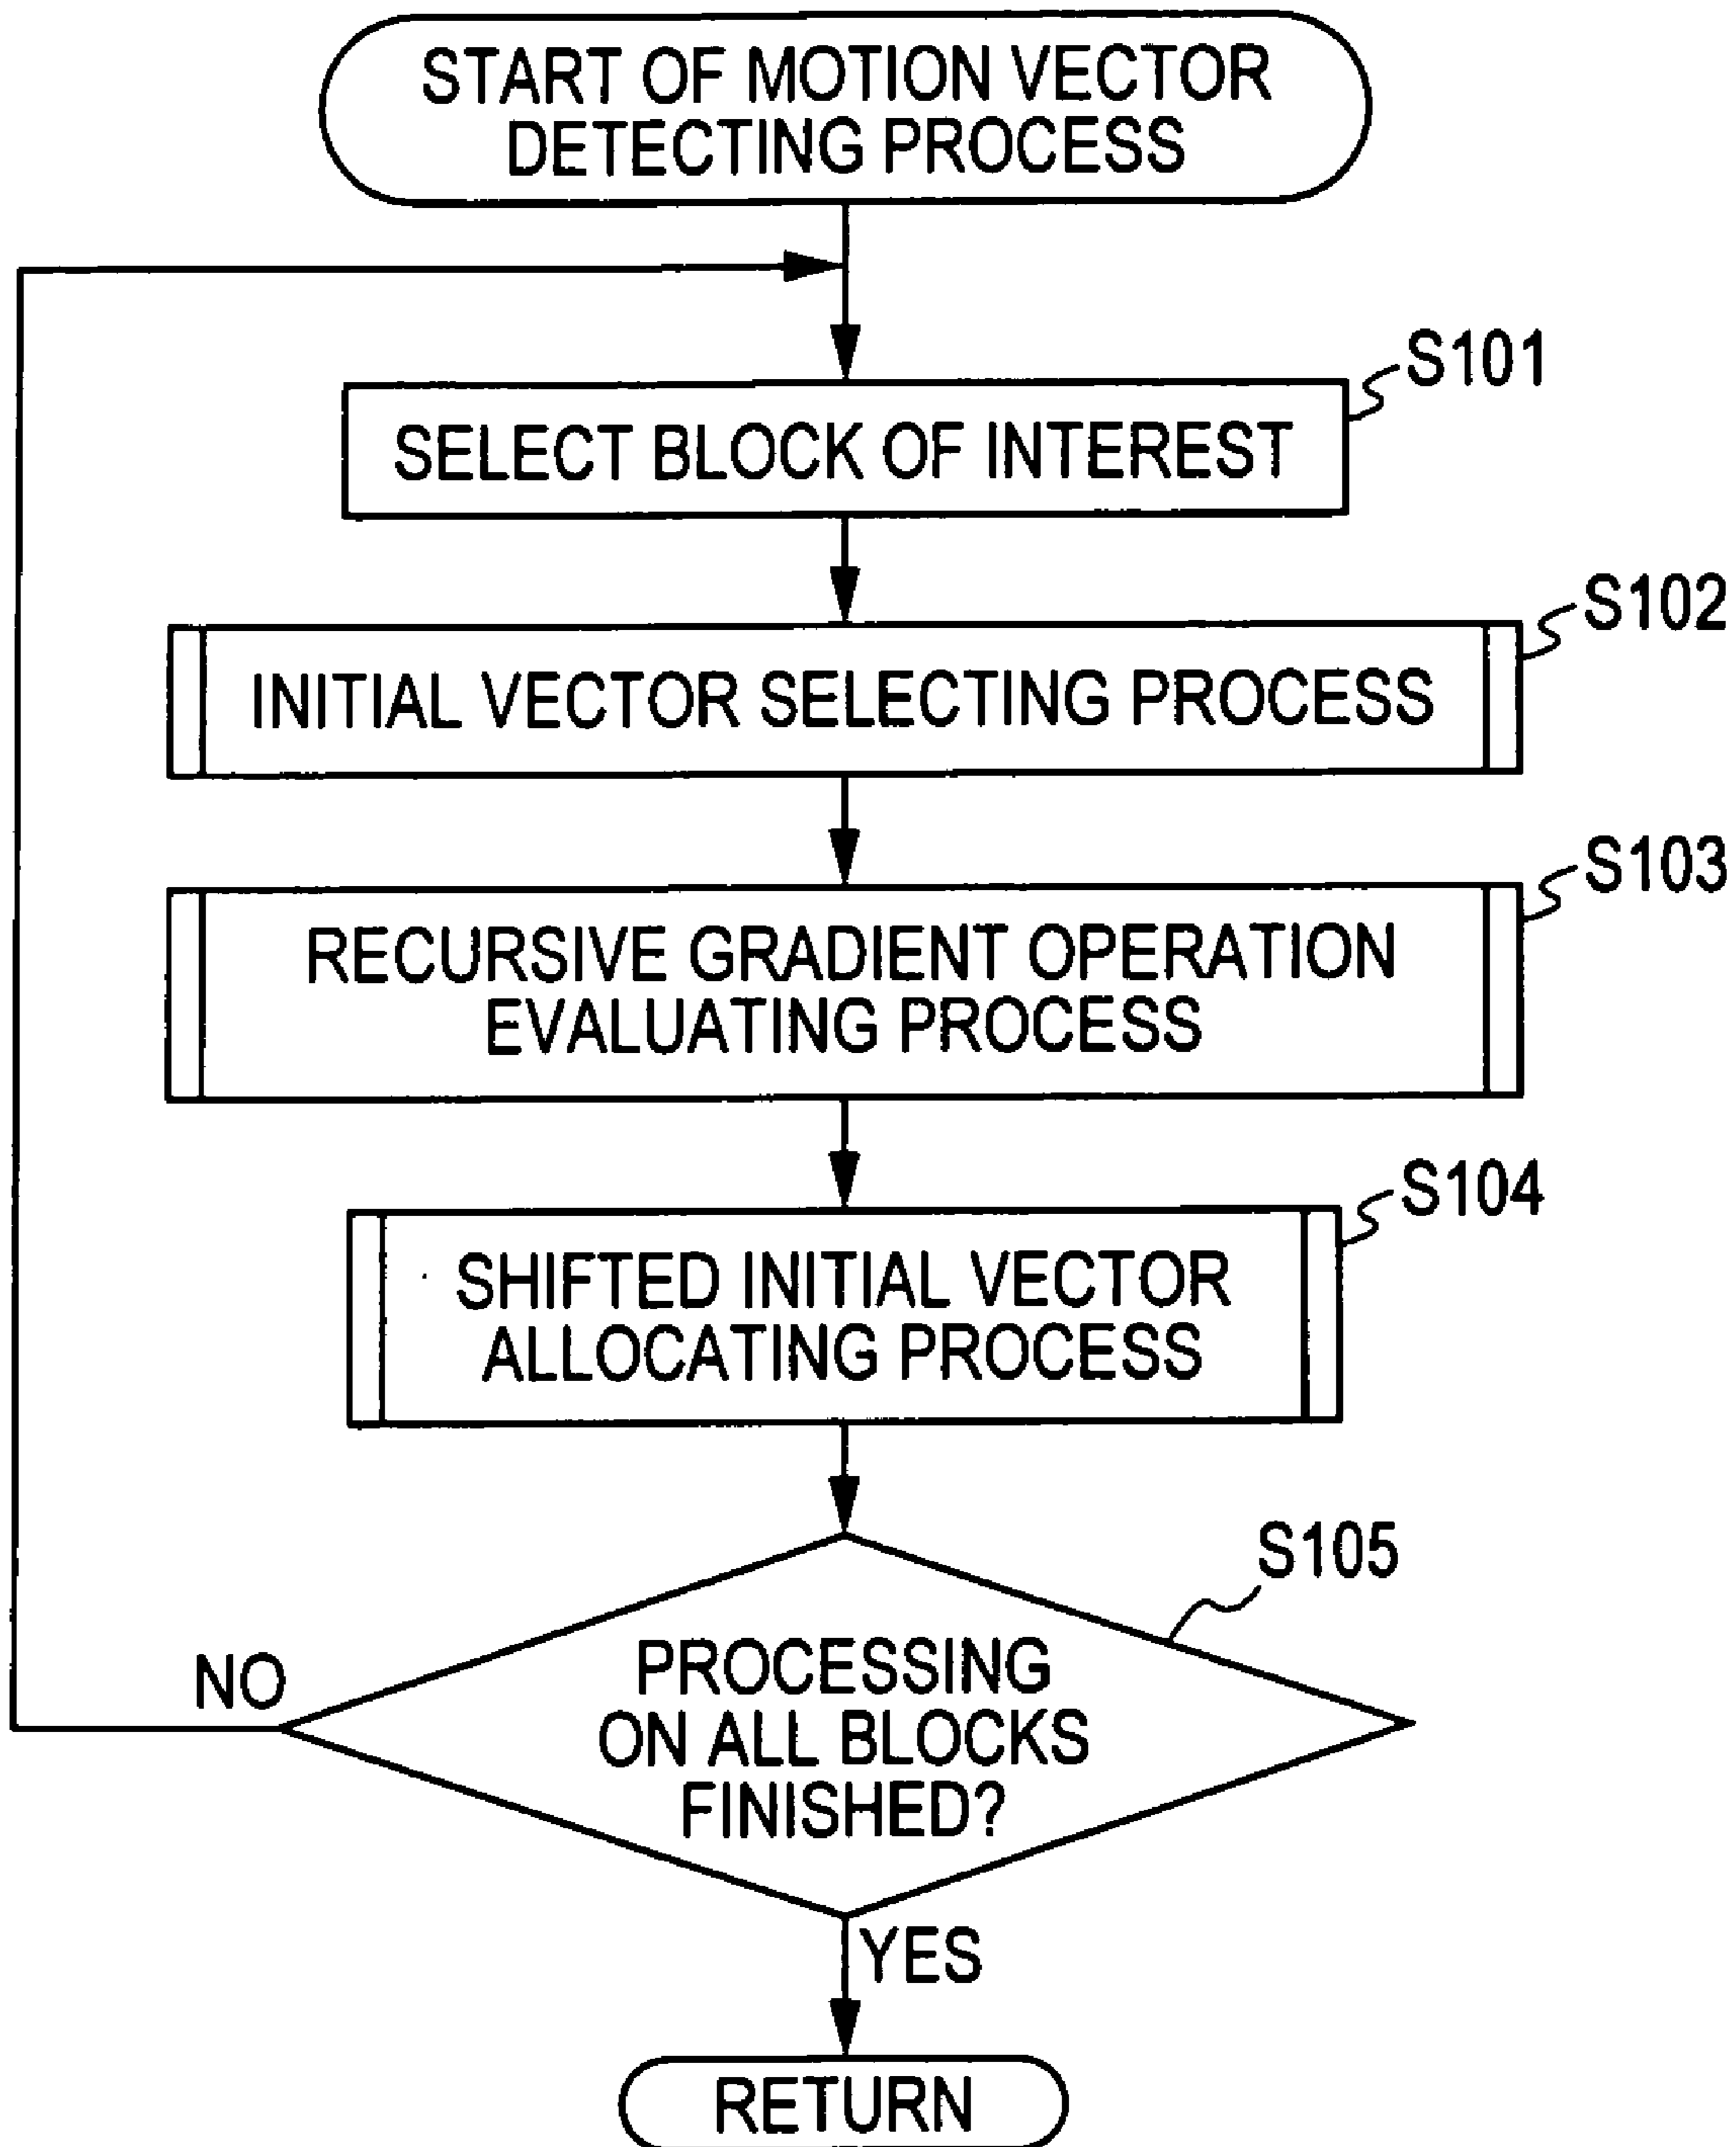 START OF MOTION VECTOR
DETECTING PROCESS
S101
SELECT BLOCK OF INTEREST
S102
INITIAL VECTOR SELECTING PROCESS
S103
RECURSIVE GRADIENT OPERATION
EVALUATING PROCESS
S104
SHIFTED INITIAL VECTOR
ALLOCATING PROCESS
S105
PROCESSING
ON ALL BLOCKS
FINISHED?
NO
YES
RETURN